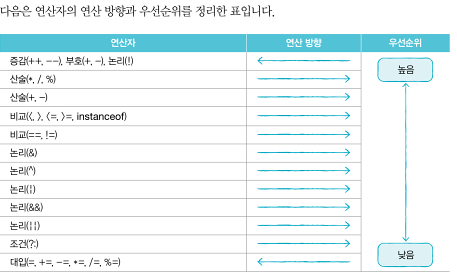 다음은 연산자의 연산 방향과 우선순위를 정리한 표입니다.
연산자 연산 방향 우선순위
증감(++, --), 부호(+, -), 논리(!)
높음
산술(*, /, %)
산술(+, -)
비교(<, >, <=, >=, instanceof)
비교(==, !=)
논리(&)
논리(^)
논리(|)
논리(&&)
논리(||)
조건(?:)
대입(=, +=, -=, *=, /=, %=)
낮음